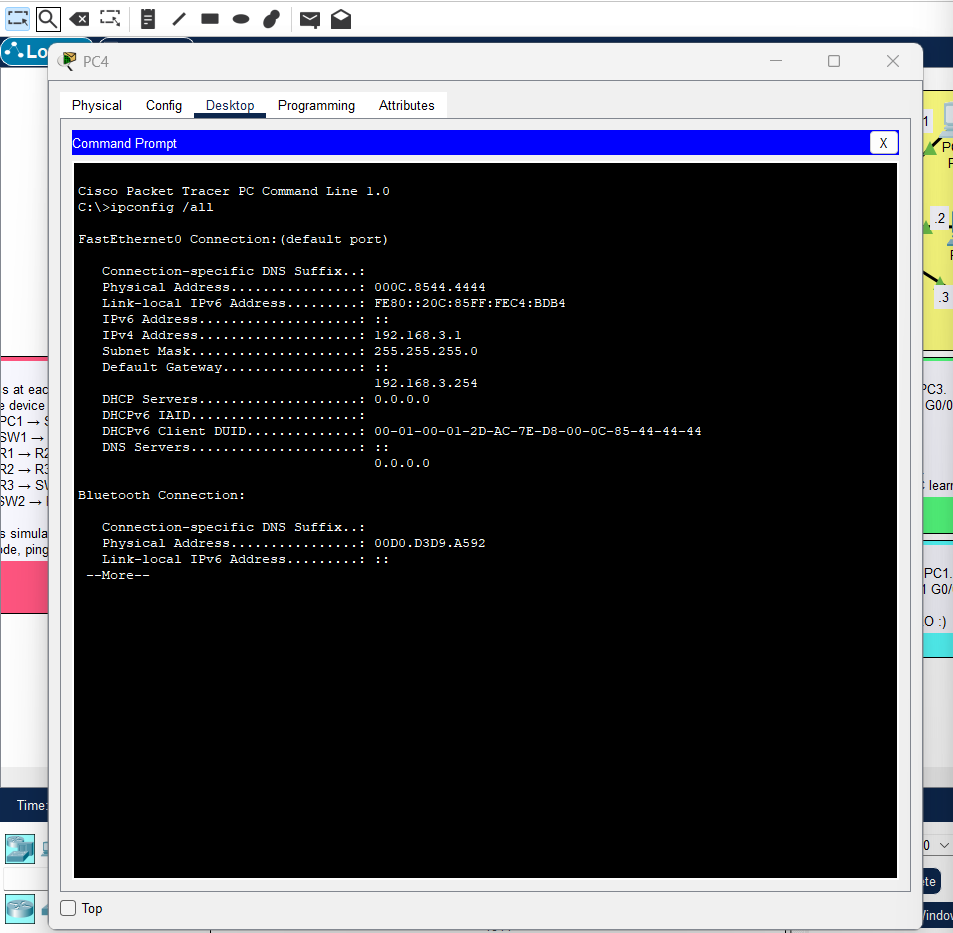 Lo
PC4
Physical Config Desktop Programming Attributes
Command Prompt X
Cisco Packet Tracer PC Command Line 1.0
C:\>ipconfig /all
FastEthernet0 Connection:(default port)
Connection-specific DNS Suffix..:
Physical Address................: 000C.8544.4444
Link-local IPv6 Address.........: FE80::20C:85FF:FEC4:BDB4
IPv6 Address....................: ::
IPv4 Address....................: 192.168.3.1
Subnet Mask.....................: 255.255.255.0
Default Gateway.................: ::
192.168.3.254
DHCP Servers....................: 0.0.0.0
DHCPv6 IAID.....................:
DHCPv6 Client DUID..............: 00-01-00-01-2D-AC-7E-D8-00-0C-85-44-44-44
DNS Servers.....................: ::
0.0.0.0
Bluetooth Connection:
Connection-specific DNS Suffix..:
Physical Address................: 00D0.D3D9.A592
Link-local IPv6 Address.........: ::
--More--
Top
s at eac
e device
PC1 → S
SW1 →
R1 → R2
R2 → R3
R3 → SW
SW2 →
s simula
ode, ping
Time:
1
P
.2
.3
PC3.
G0/0
learn
PC1.
1 G0/
O :)
0
ete
Window